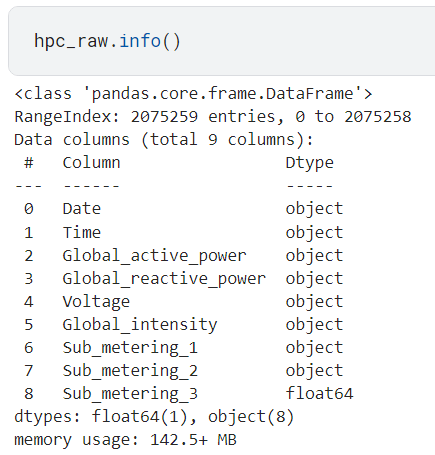 hpc_raw.info()
<class 'pandas.core.frame.DataFrame'>
RangeIndex: 2075259 entries, 0 to 2075258
Data columns (total 9 columns):
 #   Column                 Dtype
---  ------                 -----
 0   Date                   object
 1   Time                   object
 2   Global_active_power    object
 3   Global_reactive_power  object
 4   Voltage                object
 5   Global_intensity       object
 6   Sub_metering_1         object
 7   Sub_metering_2         object
 8   Sub_metering_3         float64
dtypes: float64(1), object(8)
memory usage: 142.5+ MB